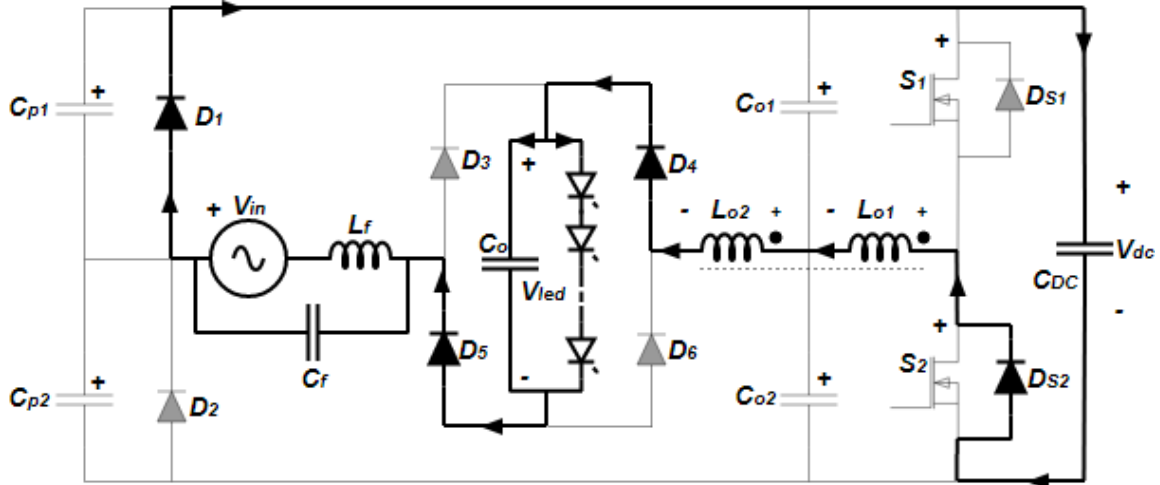 + Cp1
D1
D3
+ Vin
Lf
Cf
+ Cp2
D2
D5
+
Co
Vled
-
D4
- Lo2 +
- Lo1 +
D6
Co1 +
Co2 +
+
S1
DS1
+
S2
DS2
+
Vdc
CDC
-